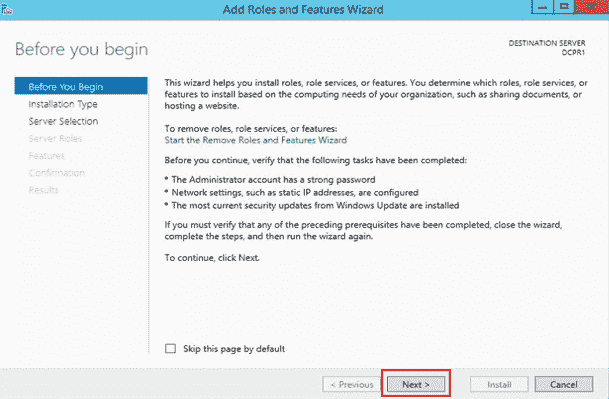 Add Roles and Features Wizard
Before you begin
DESTINATION SERVER
DCPR1
Before You Begin
Installation Type
Server Selection
Server Roles
Features
Confirmation
Results
This wizard helps you install roles, role services, or features. You determine which roles, role services, or
features to install based on the computing needs of your organization, such as sharing documents, or
hosting a website.
To remove roles, role services, or features:
Start the Remove Roles and Features Wizard
Before you continue, verify that the following tasks have been completed:
* The Administrator account has a strong password
* Network settings, such as static IP addresses, are configured
* The most current security updates from Windows Update are installed
If you must verify that any of the preceding prerequisites have been completed, close the wizard,
complete the steps, and then run the wizard again.
To continue, click Next.
Skip this page by default
< Previous
Next >
Install
Cancel